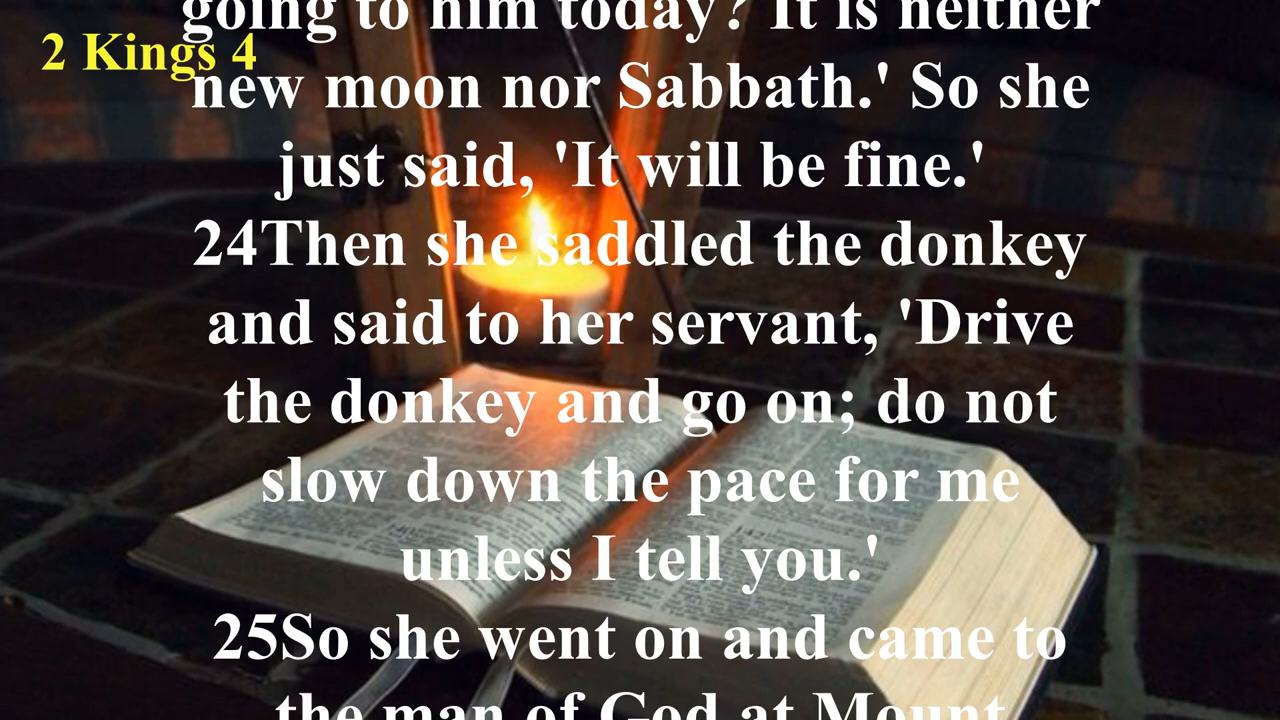 going to him today? It is neither
2 Kings 4
new moon nor Sabbath.' So she
just said, 'It will be fine.'
24Then she saddled the donkey
and said to her servant, 'Drive
the donkey and go on; do not
slow down the pace for me
unless I tell you.'
25So she went on and came to
the man of God at Mount